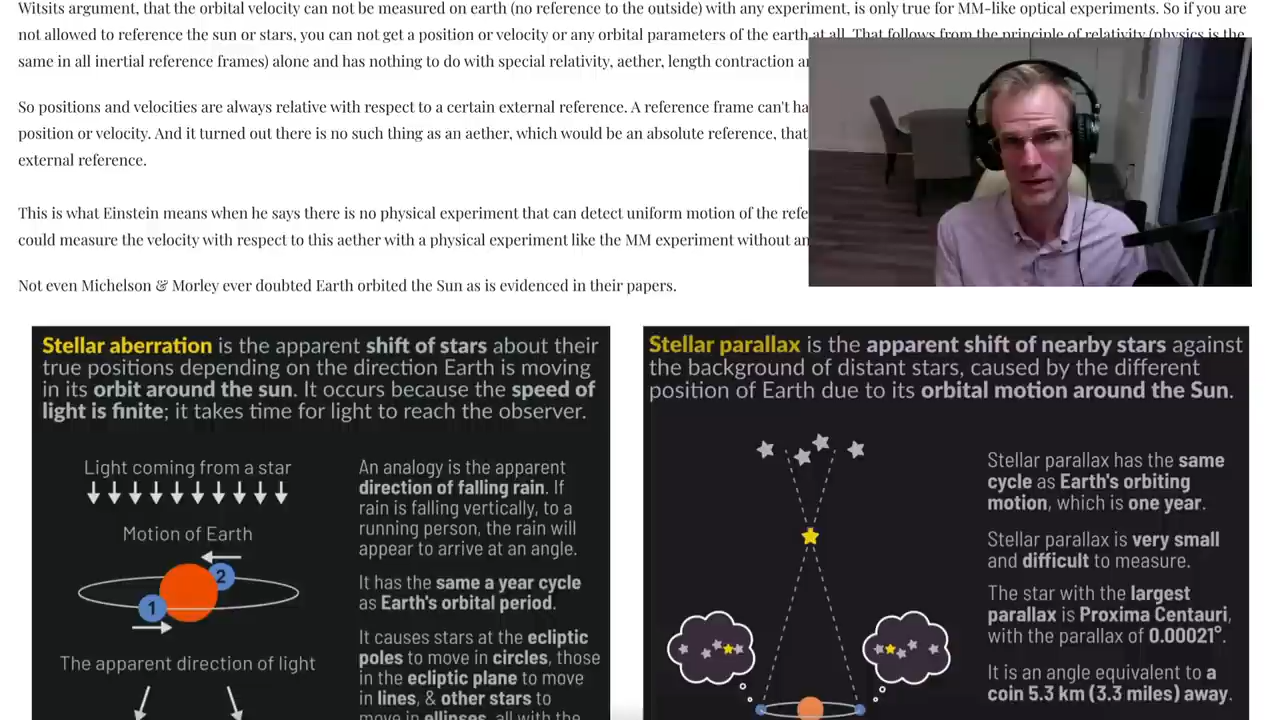 Witsits argument, that the orbital velocity can not be measured on earth (no reference to the outside) with any experiment, is only true for MM-like optical experiments. So if you are
not allowed to reference the sun or stars, you can not get a position or velocity or any orbital parameters of the earth at all. That follows from the principle of relativity (physics is the
same in all inertial reference frames) alone and has nothing to do with special relativity, aether, length contraction
So positions and velocities are always relative with respect to a certain external reference. A reference frame can't
position or velocity. And it turned out there is no such thing as an aether, which would be an absolute reference, that
external reference.
This is what Einstein means when he says there is no physical experiment that can detect uniform motion of the
could measure the velocity with respect to this aether with a physical experiment like the MM experiment without
Not even Michelson & Morley ever doubted Earth orbited the Sun as is evidenced in their papers.
Stellar aberration is the apparent shift of stars about their
true positions depending on the direction Earth is moving
in its orbit around the sun. It occurs because the speed of
light is finite; it takes time for light to reach the observer.
Light coming from a star
Motion of Earth
2
1
The apparent direction of light
An analogy is the apparent
direction of falling rain. If
rain is falling vertically, to a
running person, the rain will
appear to arrive at an angle.
It has the same a year cycle
as Earth's orbital period.
It causes stars at the ecliptic
poles to move in circles, those
in the ecliptic plane to move
in lines, & other stars to
move in ellipses, all with the
Stellar parallax is the apparent shift of nearby stars against
the background of distant stars, caused by the different
position of Earth due to its orbital motion around the Sun.
Stellar parallax has the same
cycle as Earth's orbiting
motion, which is one year.
Stellar parallax is very small
and difficult to measure.
The star with the largest
parallax is Proxima Centauri,
with the parallax of 0.00021°.
It is an angle equivalent to a
coin 5.3 km (3.3 miles) away.